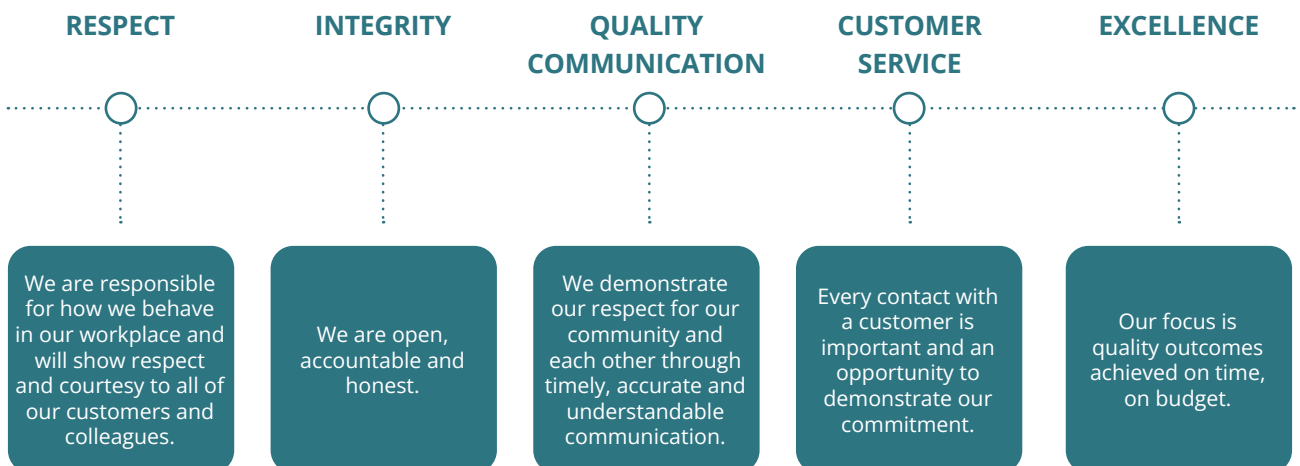 RESPECT
INTEGRITY
QUALITY
COMMUNICATION
CUSTOMER
SERVICE
EXCELLENCE
We are responsible
for how we behave
in our workplace and
will show respect
and courtesy to all of
our customers and
colleagues.
We are open,
accountable and
honest.
We demonstrate
our respect for our
community and
each other through
timely, accurate and
understandable
communication.
Every contact with
a customer is
important and an
opportunity to
demonstrate our
commitment.
Our focus is
quality outcomes
achieved on time,
on budget.